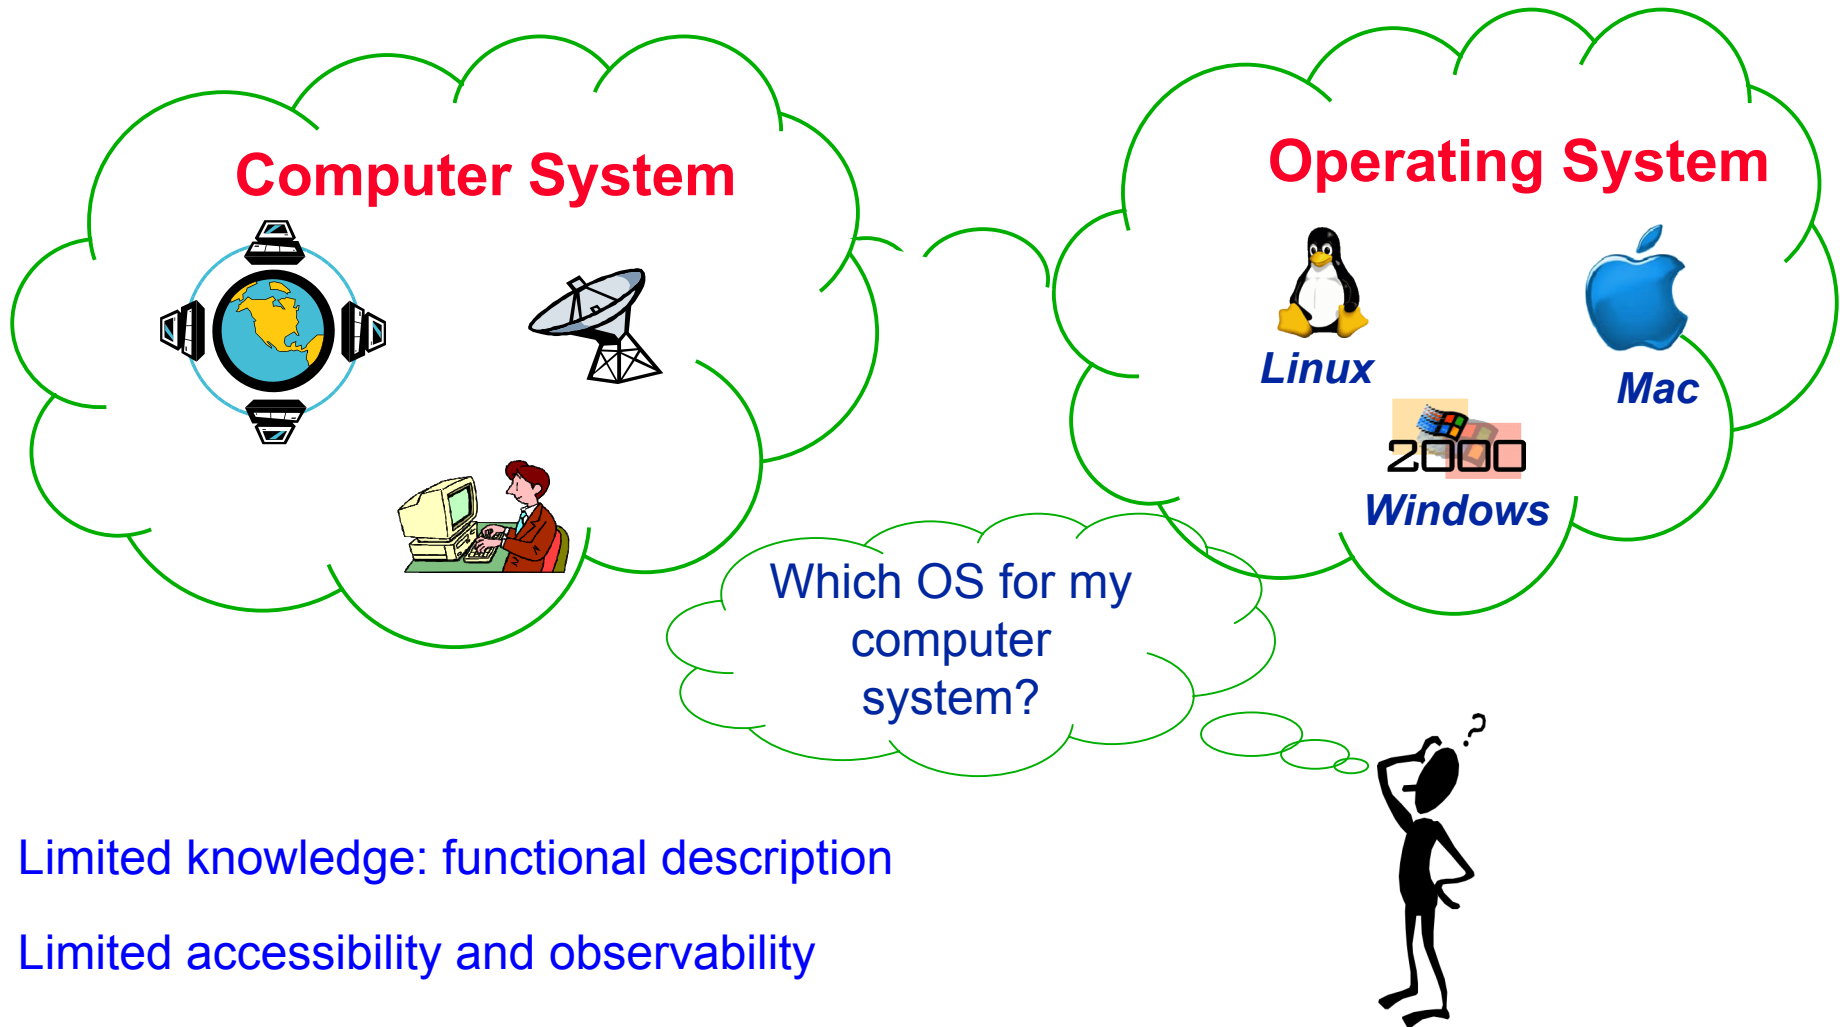 Computer System
Operating System
Linux
Mac
2000
Windows
Which OS for my
computer
system?
?
Limited knowledge: functional description
Limited accessibility and observability